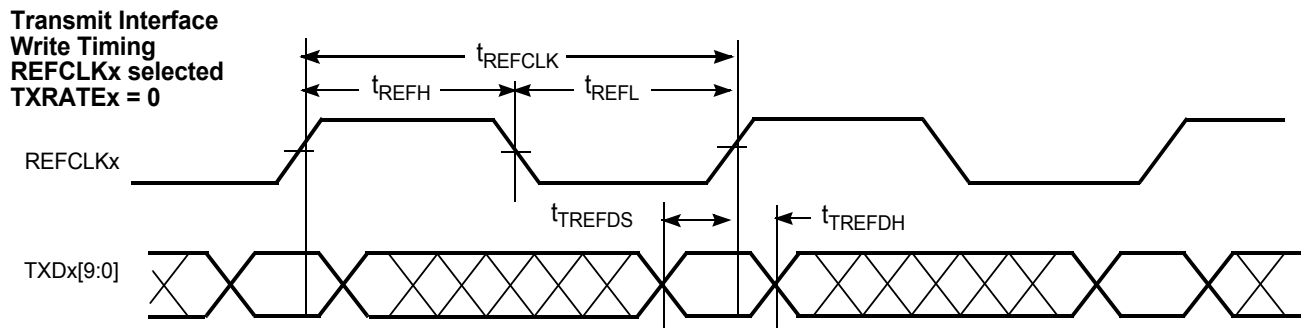 Transmit Interface
Write Timing
REFCLKx selected
TXRATEx = 0
tREFCLK
tREFH
tREFL
REFCLKx
tTREFDS
tTREFDH
TXDx[9:0]